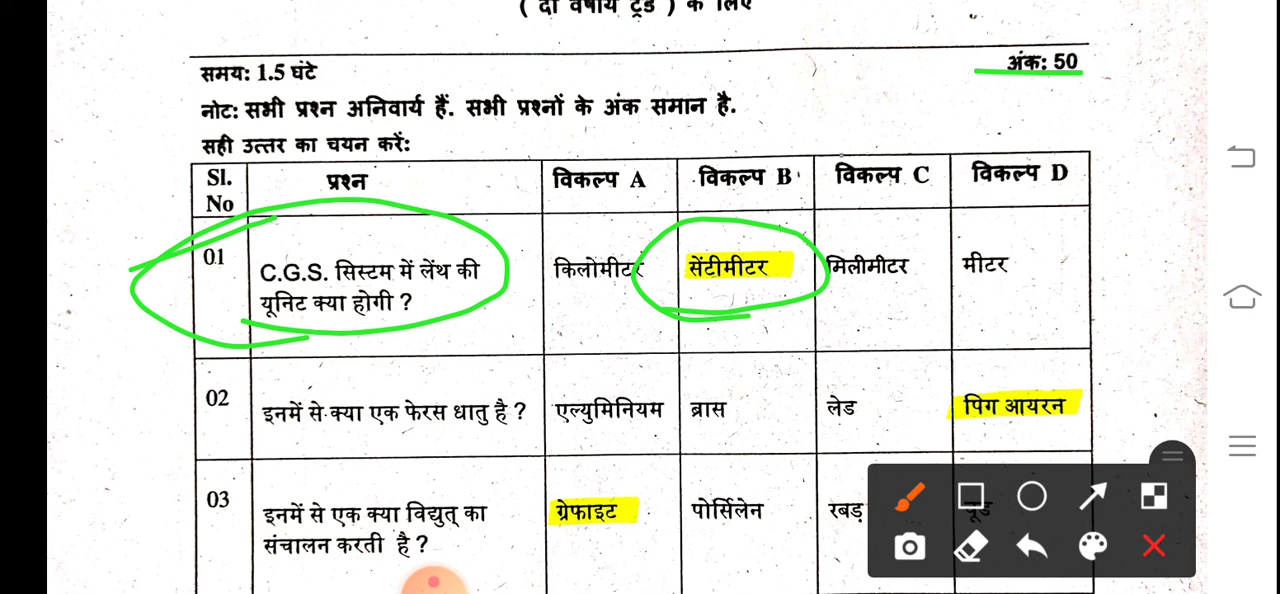 ( दो वर्षीय ट्रेड ) के लिए
समय: 1.5 घंटे
अंक: 50
नोट: सभी प्रश्न अनिवार्य हैं. सभी प्रश्नों के अंक समान है.
सही उत्तर का चयन करें:
Sl. No प्रश्न विकल्प A विकल्प B विकल्प C विकल्प D
01 C.G.S. सिस्टम में लेंथ की यूनिट क्या होगी ? किलोमीटर सेंटीमीटर मिलीमीटर मीटर
02 इनमें से क्या एक फेरस धातु है ? एल्युमिनियम ब्रास लेड पिग आयरन
03 इनमें से एक क्या विद्युत् का संचालन करती है ? ग्रेफाइट पोर्सिलेन रबड़